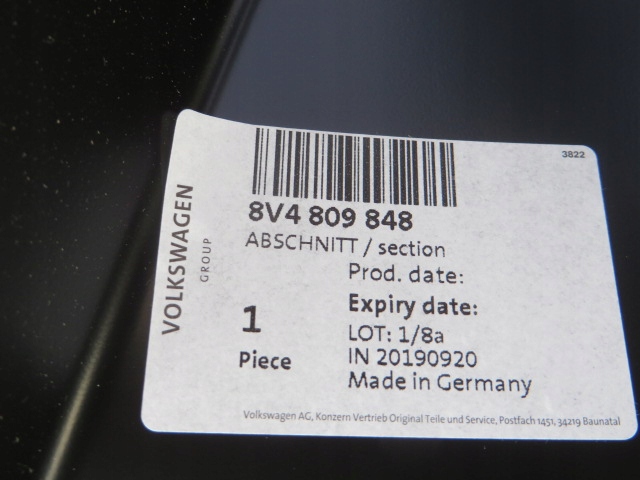 3822
VOLKSWAGEN
GROUP
8V4 809 848
ABSCHNITT / section
Prod. date:
Expiry date:
1
Piece
LOT: 1/8a
IN 20190920
Made in Germany
Volkswagen AG, Konzern Vertrieb Original Teile und Service, Postfach 1451, 34219 Baunatal